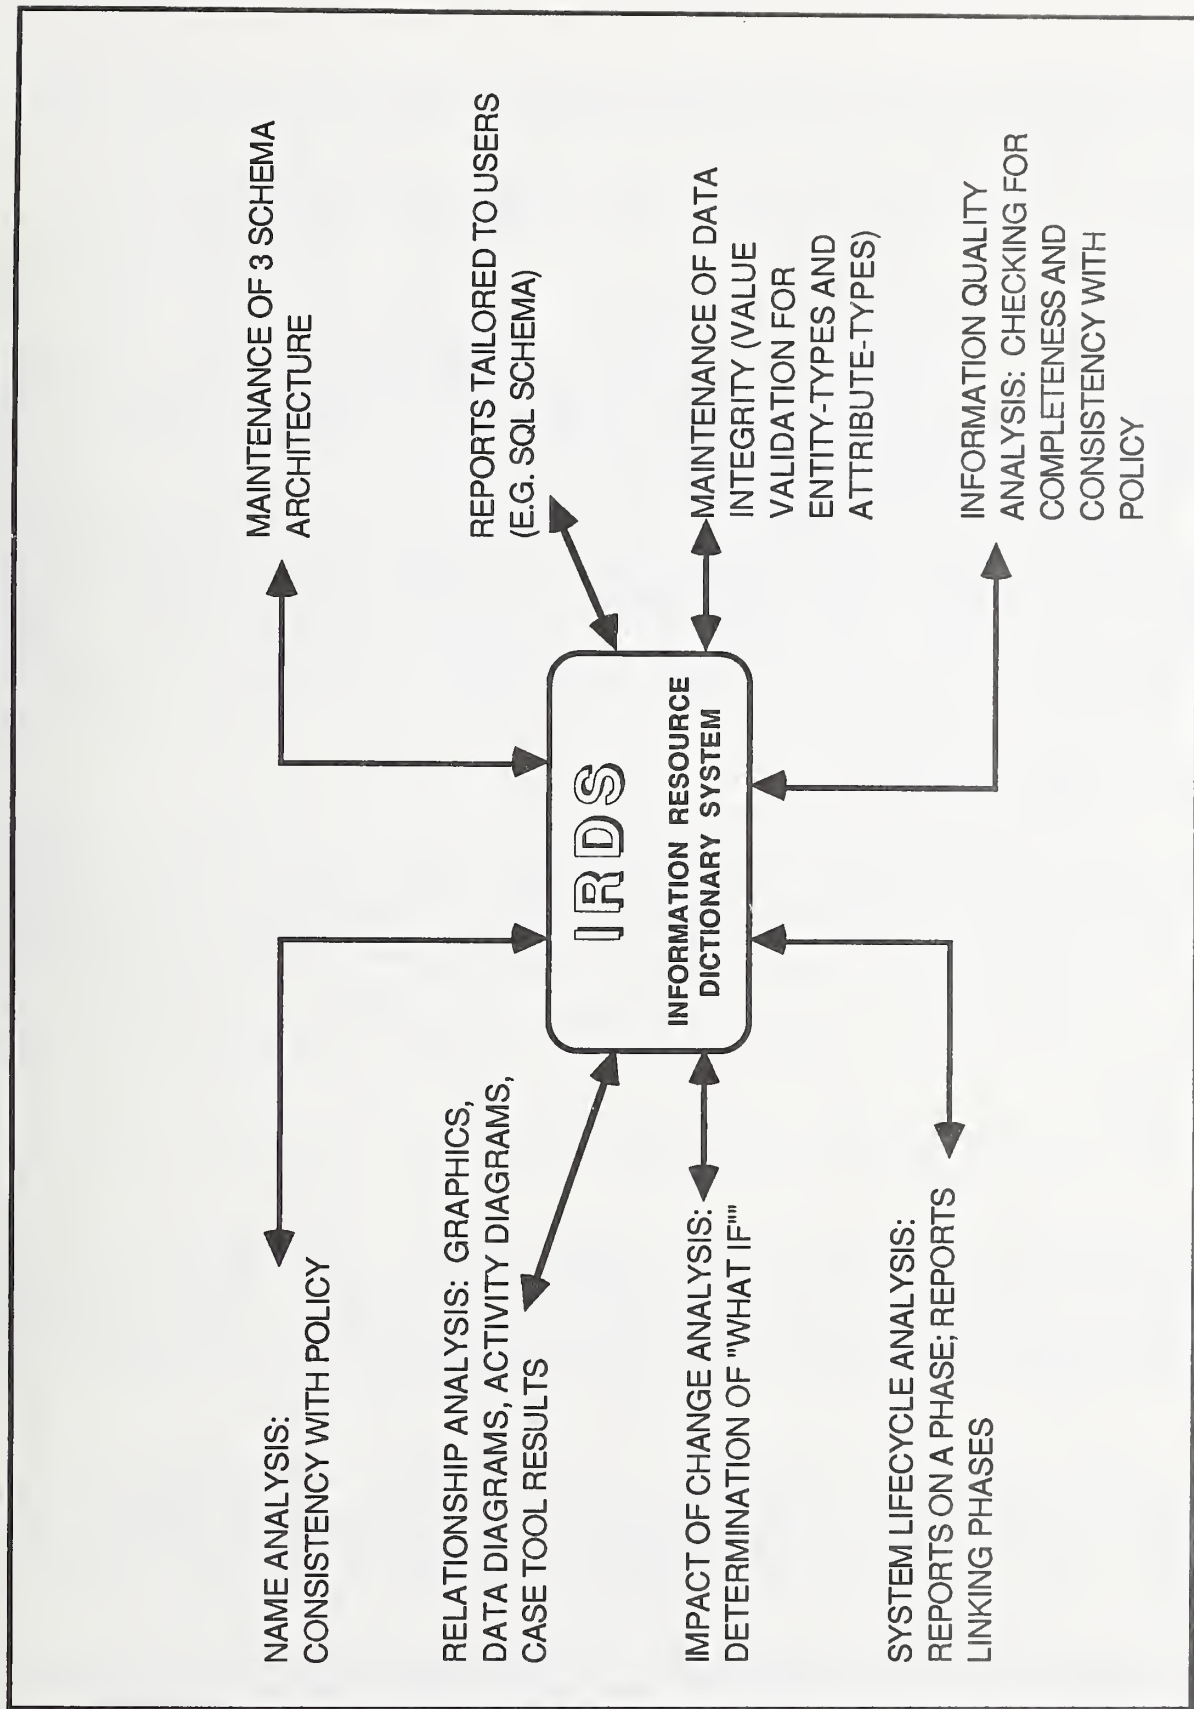 NAME ANALYSIS:
CONSISTENCY WITH POLICY
RELATIONSHIP ANALYSIS: GRAPHICS,
DATA DIAGRAMS, ACTIVITY DIAGRAMS,
CASE TOOL RESULTS
IMPACT OF CHANGE ANALYSIS:
DETERMINATION OF "WHAT IF""
SYSTEM LIFECYCLE ANALYSIS:
REPORTS ON A PHASE; REPORTS
LINKING PHASES
IRDS
INFORMATION RESOURCE
DICTIONARY SYSTEM
MAINTENANCE OF 3 SCHEMA
ARCHITECTURE
REPORTS TAILORED TO USERS
(E.G. SQL SCHEMA)
MAINTENANCE OF DATA
INTEGRITY (VALUE
VALIDATION FOR
ENTITY-TYPES AND
ATTRIBUTE-TYPES)
INFORMATION QUALITY
ANALYSIS: CHECKING FOR
COMPLETENESS AND
CONSISTENCY WITH
POLICY